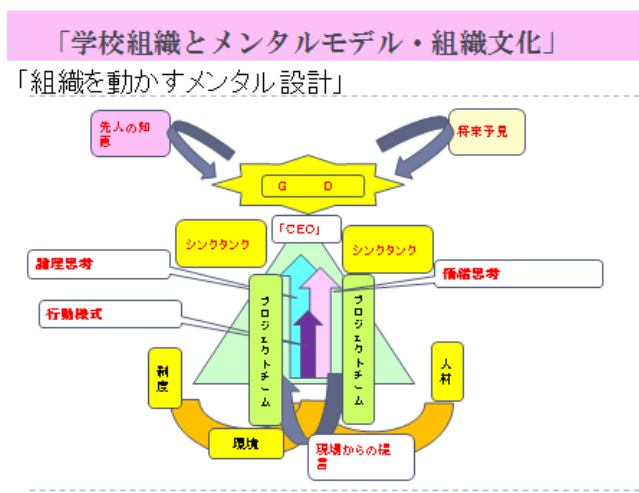 「学校組織とメンタルモデル・組織文化」
「組織を動かすメンタル設計」
先人の知
恵
将来予見
G D
「CEO」
シンクタンク
シンクタンク
論理思考
情緒思考
行動様式
プロジェクトチーム
プロジェクトチーム
制度
人材
環境
現場からの提
言